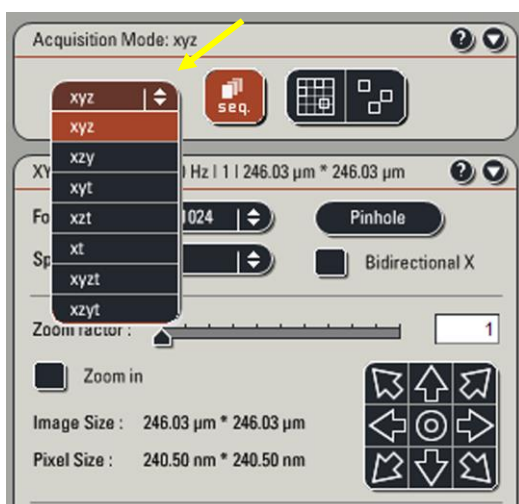 Acquisition Mode: xyz
xyz
seq.
xyz
xzy
XY Hz | 1 | 246.03 µm * 246.03 µm
xyt
Fo xzt 1024 Pinhole
Sp xt Bidirectional X
xyzt
xzyt
Zoom factor : 1
Zoom in
Image Size : 246.03 µm * 246.03 µm
Pixel Size : 240.50 nm * 240.50 nm